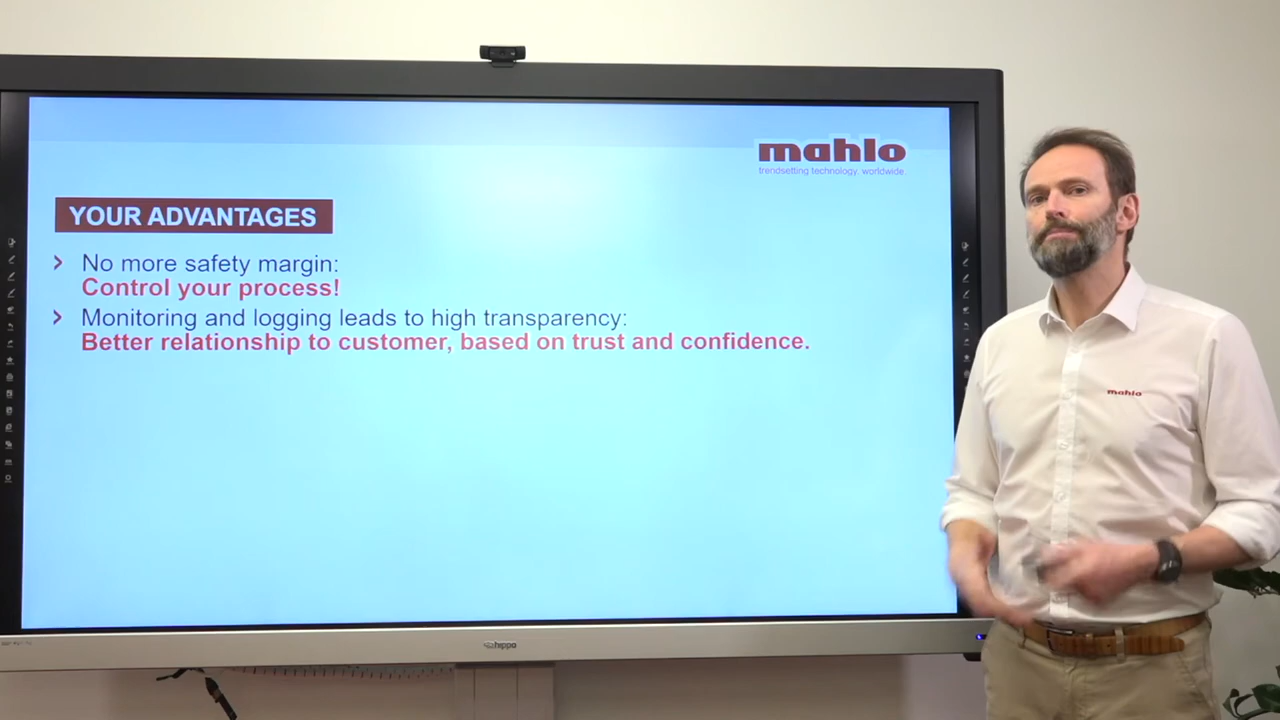 mahlo
trendsetting technology. worldwide.
YOUR ADVANTAGES
No more safety margin:
Control your process!
Monitoring and logging leads to high transparency:
Better relationship to customer, based on trust and confidence.
mahlo
hippo